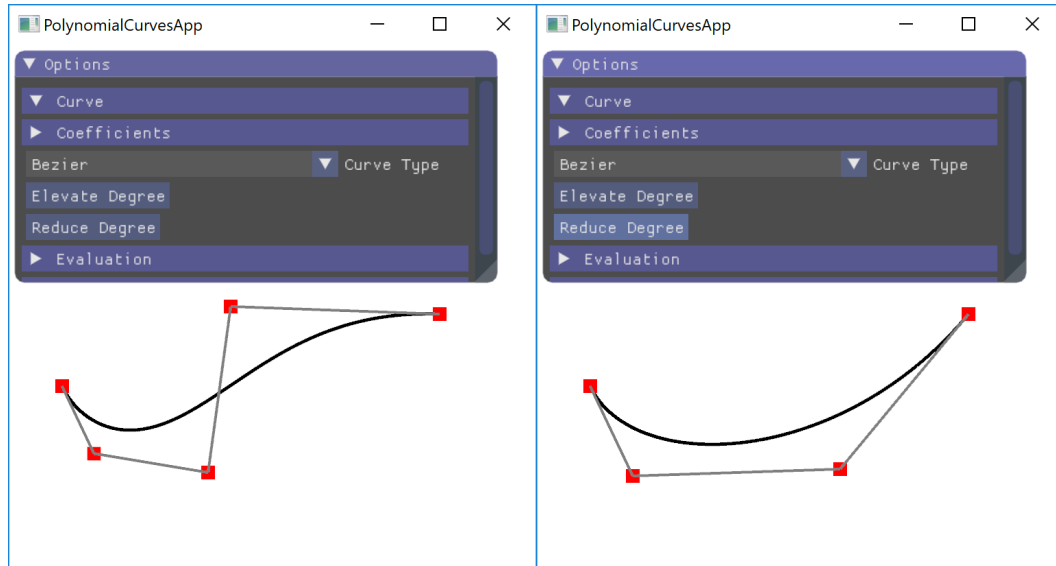 PolynomialCurvesApp
Options
Curve
Coefficients
Bezier Curve Type
Elevate Degree
Reduce Degree
Evaluation
PolynomialCurvesApp
Options
Curve
Coefficients
Bezier Curve Type
Elevate Degree
Reduce Degree
Evaluation